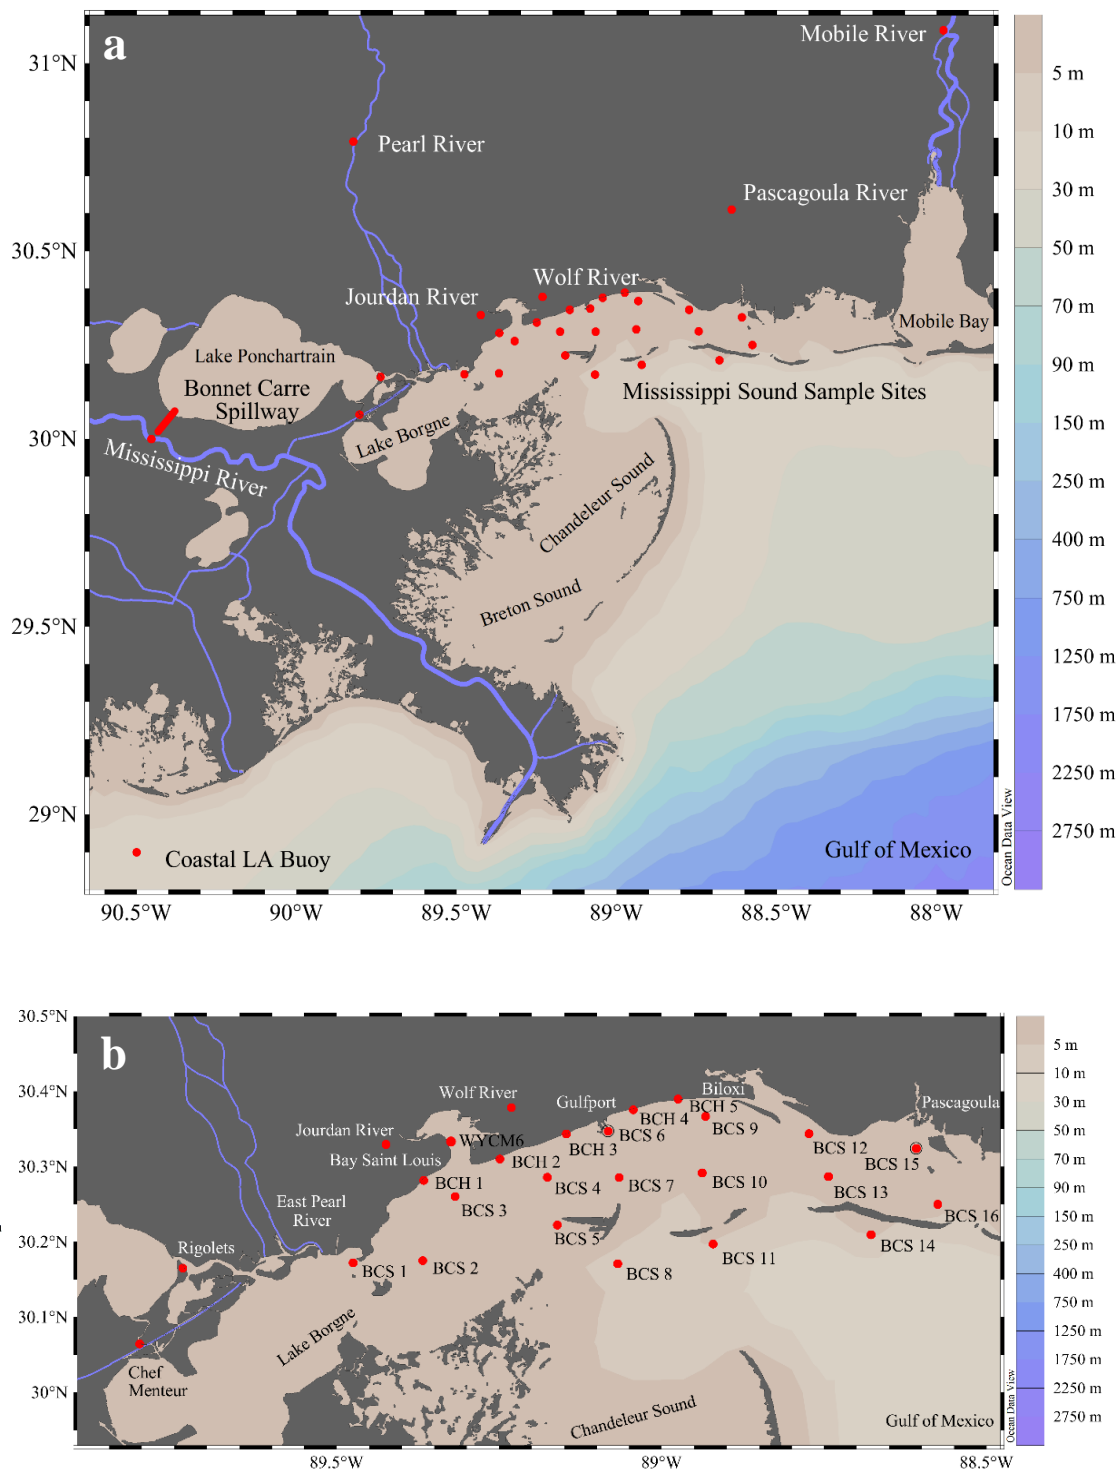 a
Mobile River
31°N
5 m
10 m
Pearl River
30 m
Pascagoula River
50 m
30.5°N
Wolf River
Jourdan River
70 m
Mobile Bay
Lake Ponchartrain
90 m
Bonnet Carre
Spillway
Mississippi Sound Sample Sites
150 m
30°N
Lake Borgne
Mississippi River
250 m
Chandeleur Sound
400 m
750 m
Breton Sound
29.5°N
1250 m
1750 m
2250 m
29°N
2750 m
Coastal LA Buoy
Gulf of Mexico
Ocean Data View
90.5°W
90°W
89.5°W
89°W
88.5°W
88°W
b
30.5°N
5 m
10 m
30 m
50 m
70 m
90 m
150 m
250 m
400 m
750 m
1250 m
1750 m
2250 m
2750 m
30.4°N
Wolf River
Gulfport
Biloxi
Pascagoula
BCH 4
BCH 5
Jourdan River
WYCM6
BCS 6
BCS 9
BCH 3
BCS 12
Bay Saint Louis
BCH 2
BCS 15
30.3°N
BCH 1
BCS 4
BCS 7
BCS 10
BCS 13
East Pearl
River
BCS 3
BCS 16
Rigolets
BCS 5
BCS 14
30.2°N
BCS 1
BCS 2
BCS 8
BCS 11
30.1°N
Lake Borgne
Chef
Menteur
30°N
Chandeleur Sound
Gulf of Mexico
Ocean Data View
89.5°W
89°W
88.5°W